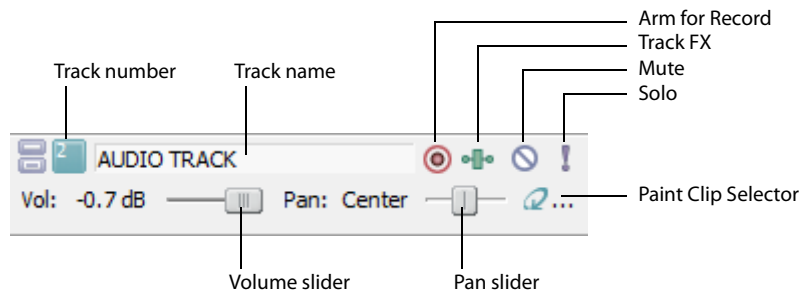 Arm for Record
Track FX
Mute
Solo
Track number
Track name
2
AUDIO TRACK
Vol: -0.7 dB
Pan: Center
...
Paint Clip Selector
Volume slider
Pan slider